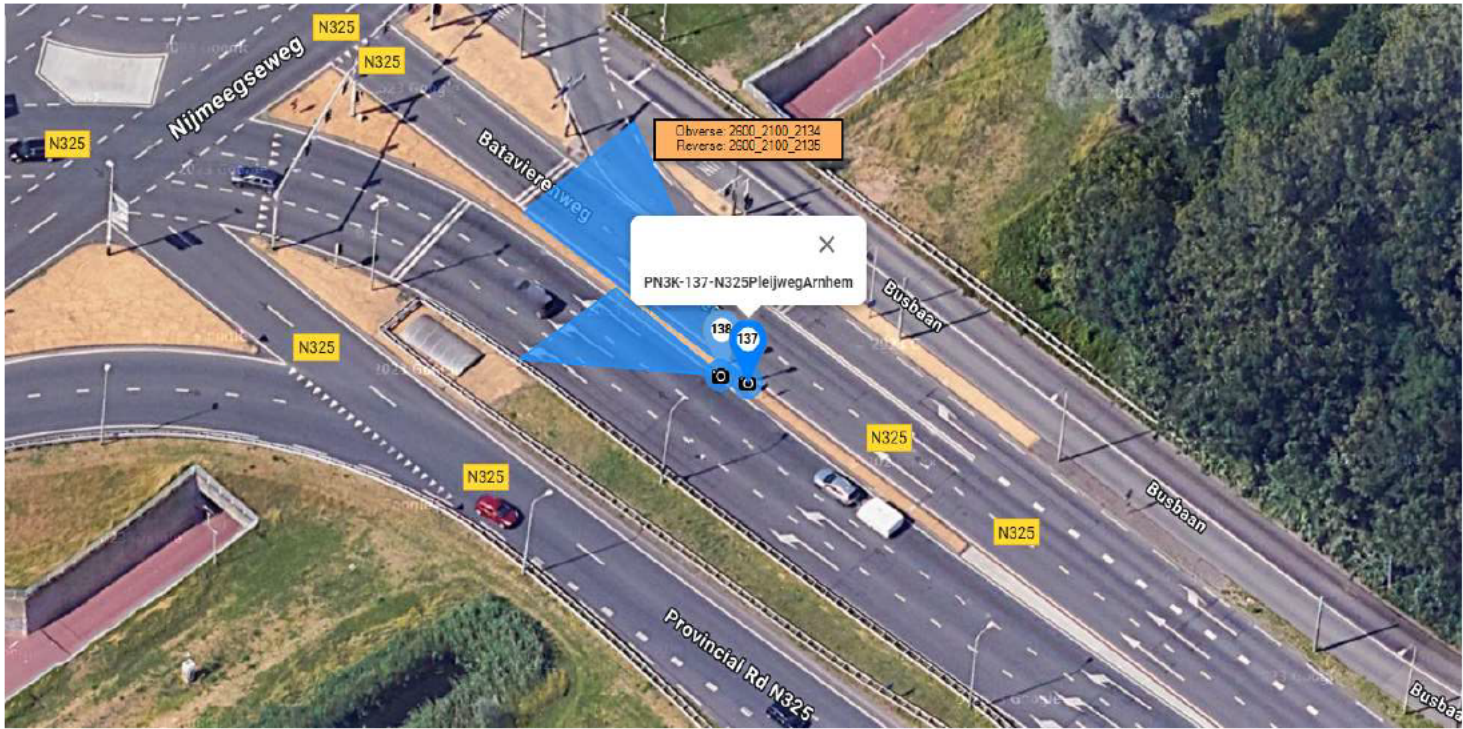 N325
Nijmeegseweg
N325
N325
Obverse: 2600_2100_2134
Reverse: 2600_2100_2135
Batavierenweg
PN3K-137-N325PleijwegArnhem
Busbaan
138
137
N325
N325
N325
Busbaan
N325
Provincial Rd N325
Busbaa